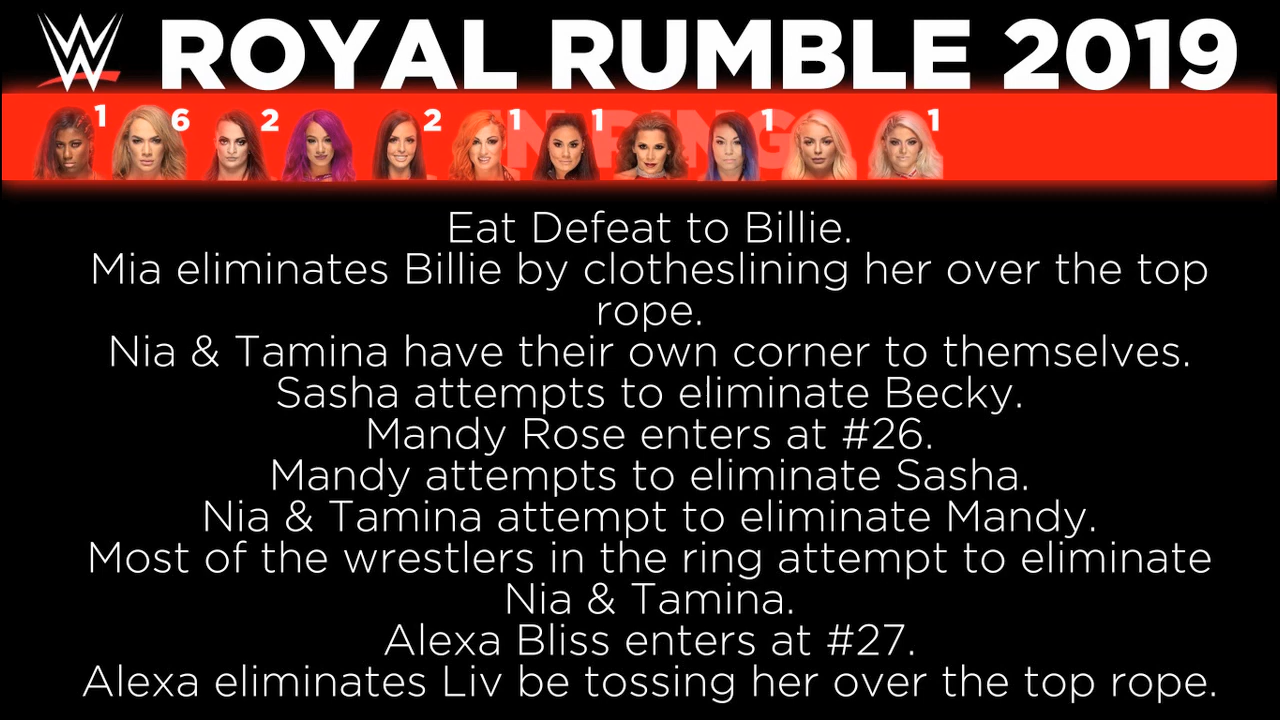 W ROYAL RUMBLE 2019
1 6 2 2 1 1 1 1
IN RING
Eat Defeat to Billie.
Mia eliminates Billie by clotheslining her over the top
rope.
Nia & Tamina have their own corner to themselves.
Sasha attempts to eliminate Becky.
Mandy Rose enters at #26.
Mandy attempts to eliminate Sasha.
Nia & Tamina attempt to eliminate Mandy.
Most of the wrestlers in the ring attempt to eliminate
Nia & Tamina.
Alexa Bliss enters at #27.
Alexa eliminates Liv be tossing her over the top rope.